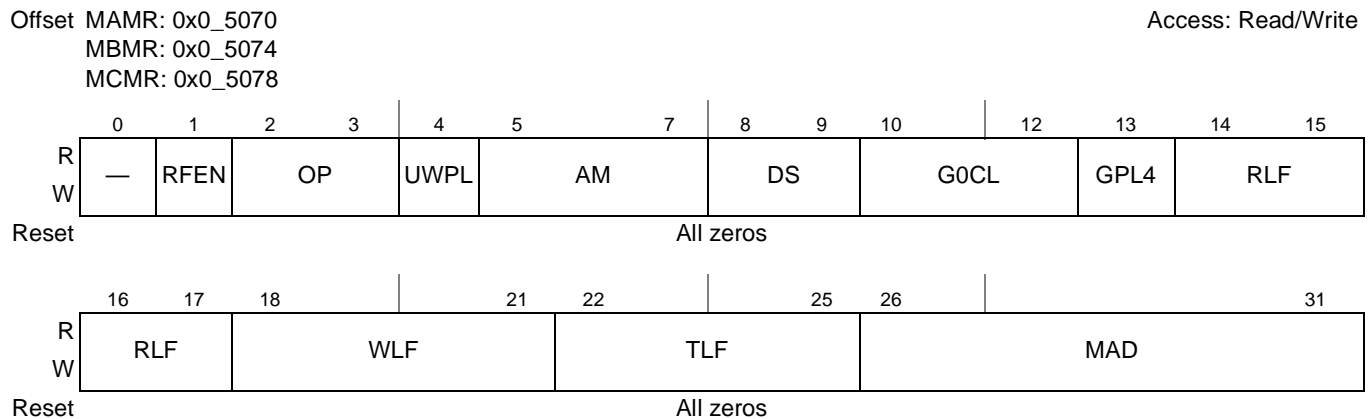 Offset MAMR: 0x0_5070 Access: Read/Write
MBMR: 0x0_5074
MCMR: 0x0_5078
0 1 2 3 4 5 7 8 9 10 12 13 14 15
R
— RFEN OP UWPL AM DS G0CL GPL4 RLF
W
Reset All zeros
16 17 18 21 22 25 26 31
R
RLF WLF TLF MAD
W
Reset All zeros